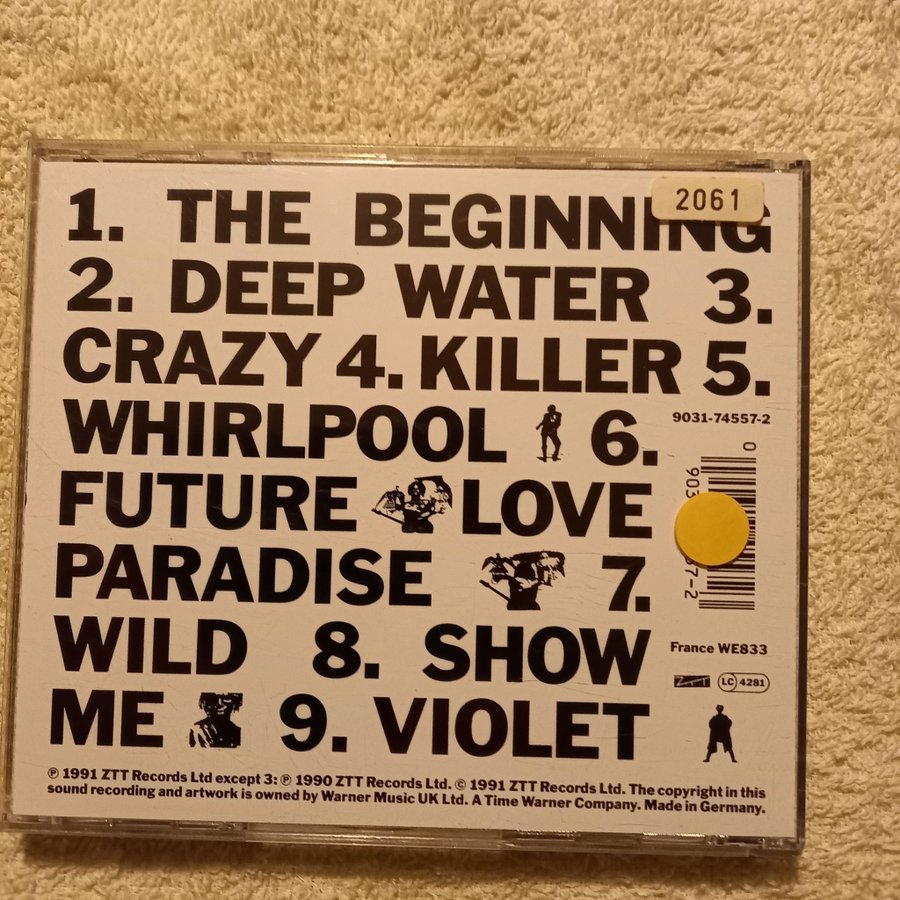 2061
1. THE BEGINNING
2. DEEP WATER 3.
CRAZY 4. KILLER 5.
9031-74557-2
WHIRLPOOL 6.
FUTURE LOVE
PARADISE 7.
WILD 8. SHOW
France WE833
ZTT LC 4281
ME 9. VIOLET
℗ 1991 ZTT Records Ltd except 3: ℗ 1990 ZTT Records Ltd. © 1991 ZTT Records Ltd. The copyright in this
sound recording and artwork is owned by Warner Music UK Ltd. A Time Warner Company. Made in Germany.